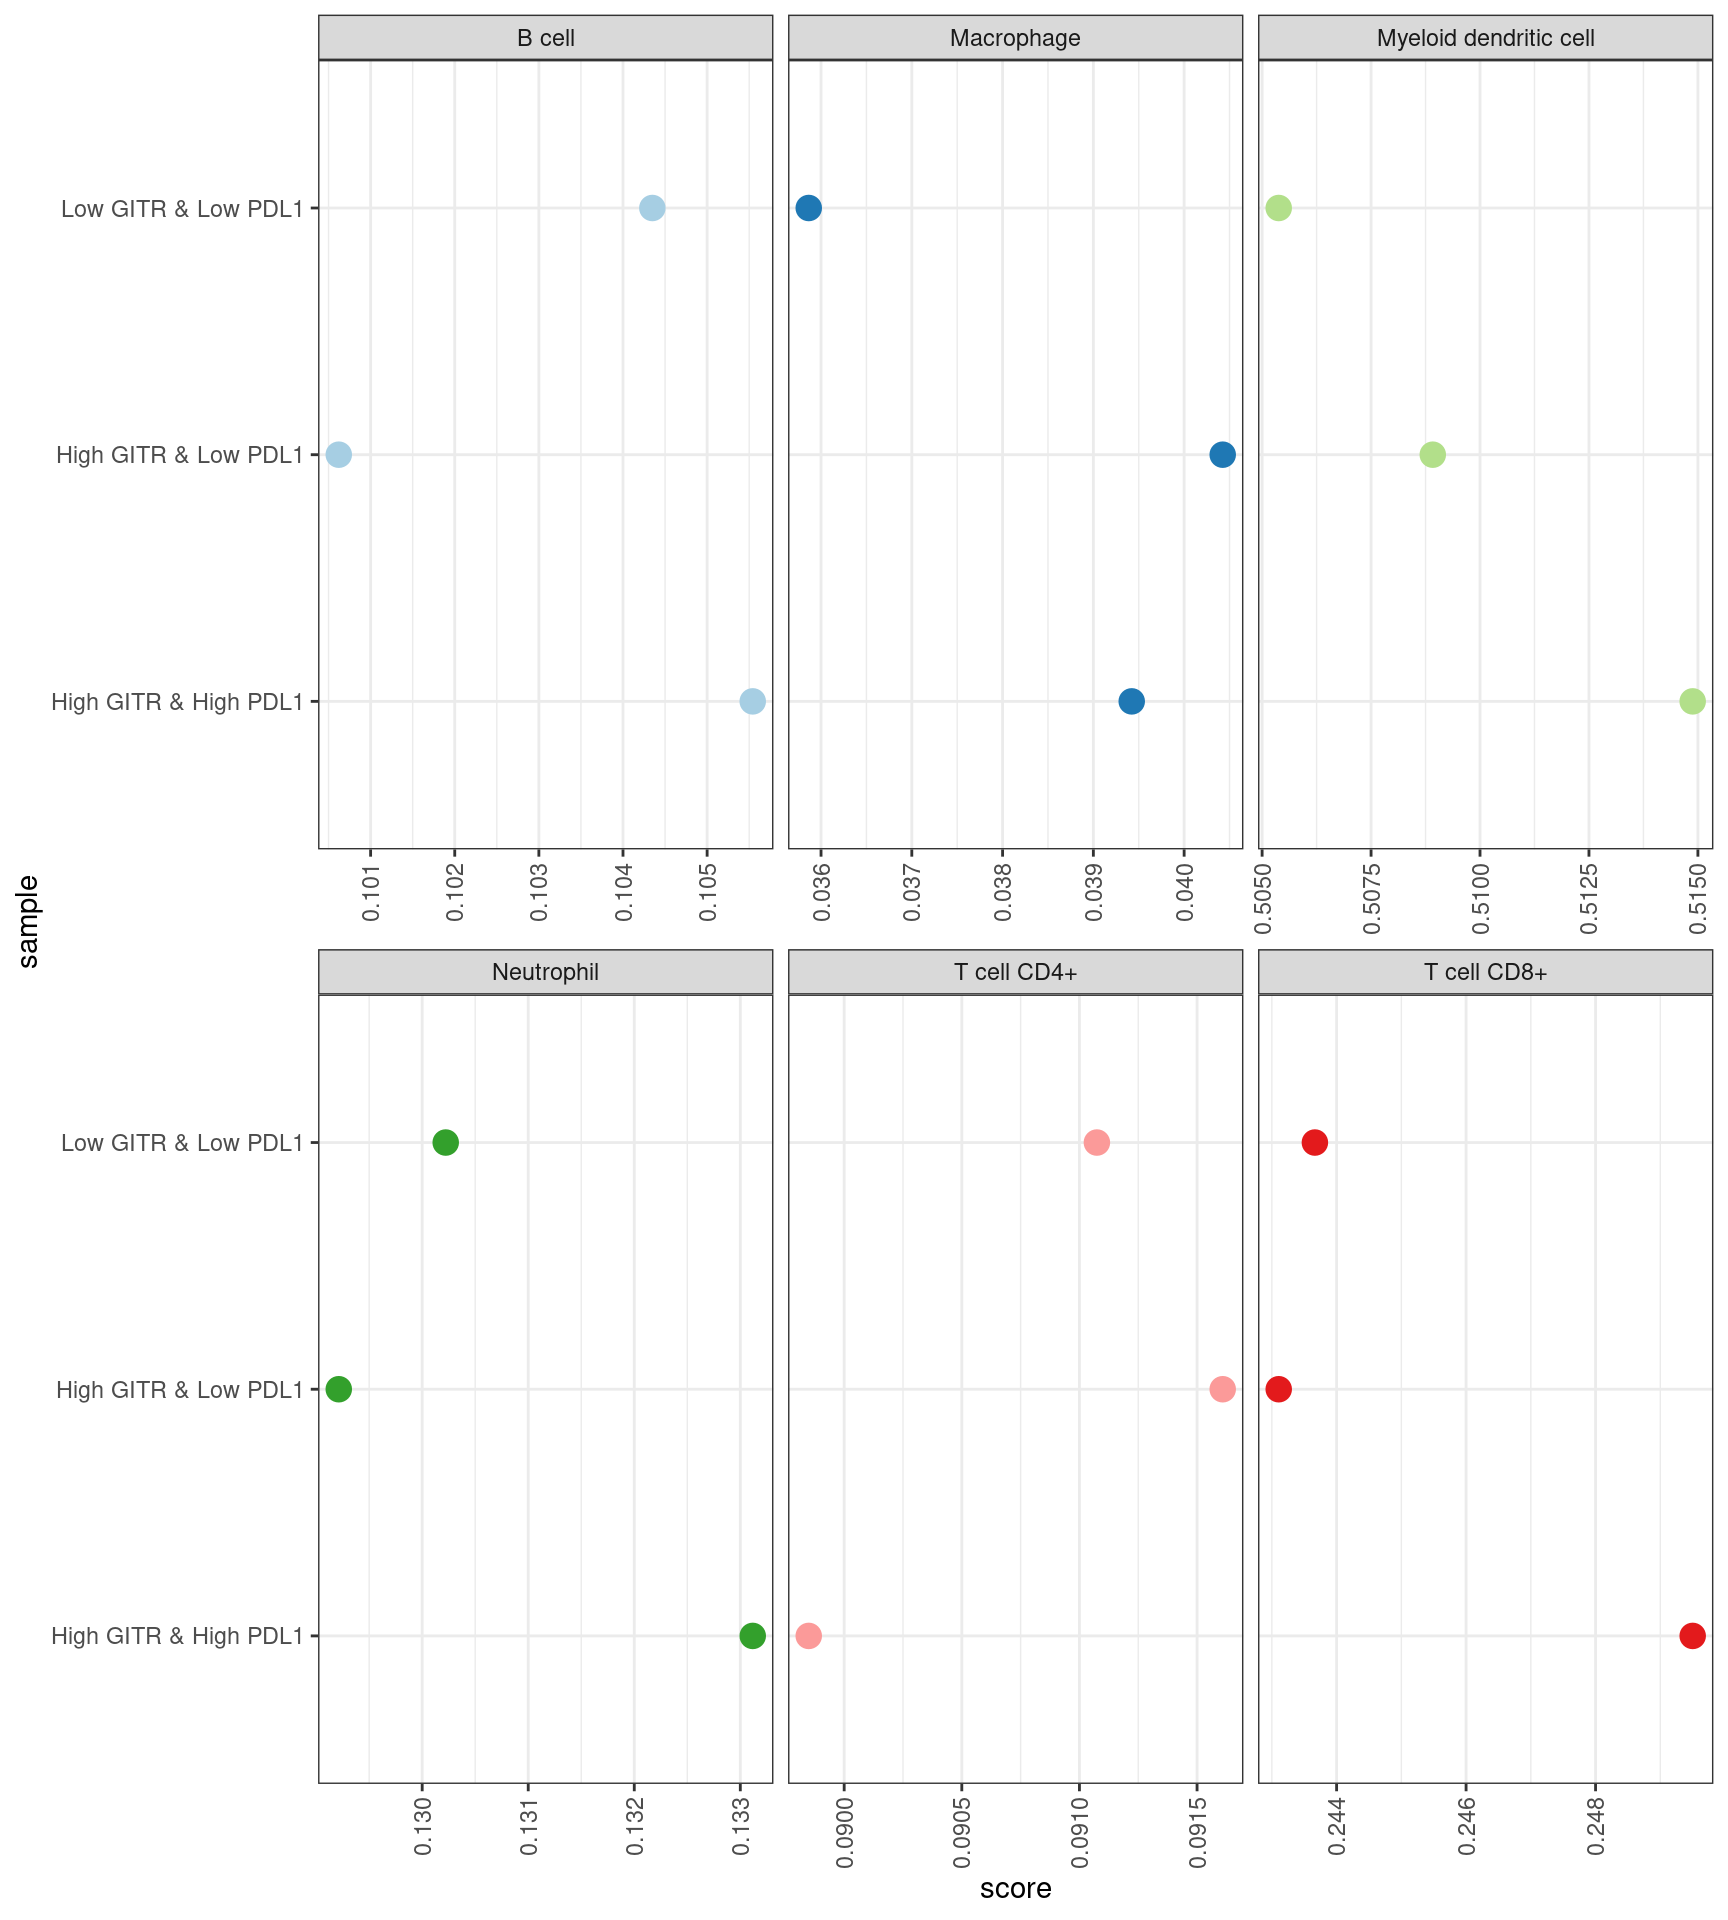 B cell
Macrophage
Myeloid dendritic cell
Low GITR & Low PDL1
High GITR & Low PDL1
High GITR & High PDL1
0.101
0.102
0.103
0.104
0.105
0.036
0.037
0.038
0.039
0.040
0.5050
0.5075
0.5100
0.5125
0.5150
sample
Neutrophil
T cell CD4+
T cell CD8+
Low GITR & Low PDL1
High GITR & Low PDL1
High GITR & High PDL1
0.130
0.131
0.132
0.133
0.0900
0.0905
0.0910
0.0915
0.244
0.246
0.248
score